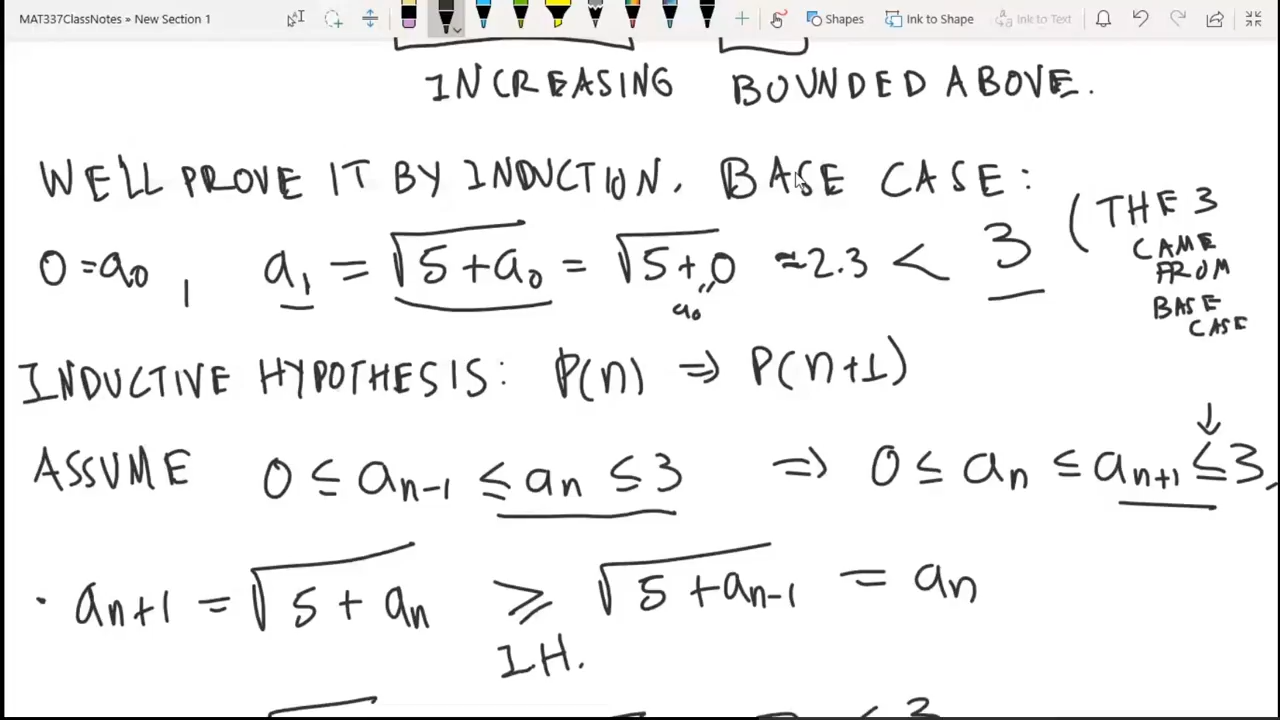 MAT337ClassNotes » New Section 1
Shapes Ink to Shape Ink to Text
INCREASING BOUNDED ABOVE.
WE'LL PROVE IT BY INDUCTION. BASE CASE:
0 = a₀ , a₁ = √(5+a₀) = √(5+0) ≈2.3 < 3 (THE 3
CAME
FROM
BASE
CASE
a₀
INDUCTIVE HYPOTHESIS: P(n) ⇒ P(n+1)
ASSUME 0 ≤ aₙ₋₁ ≤ aₙ ≤ 3 ⇒ 0 ≤ aₙ ≤ aₙ₊₁ ≤ 3,
· aₙ₊₁ = √(5 + aₙ) ≥ √(5 + aₙ₋₁) = aₙ
I.H.
≤ 3